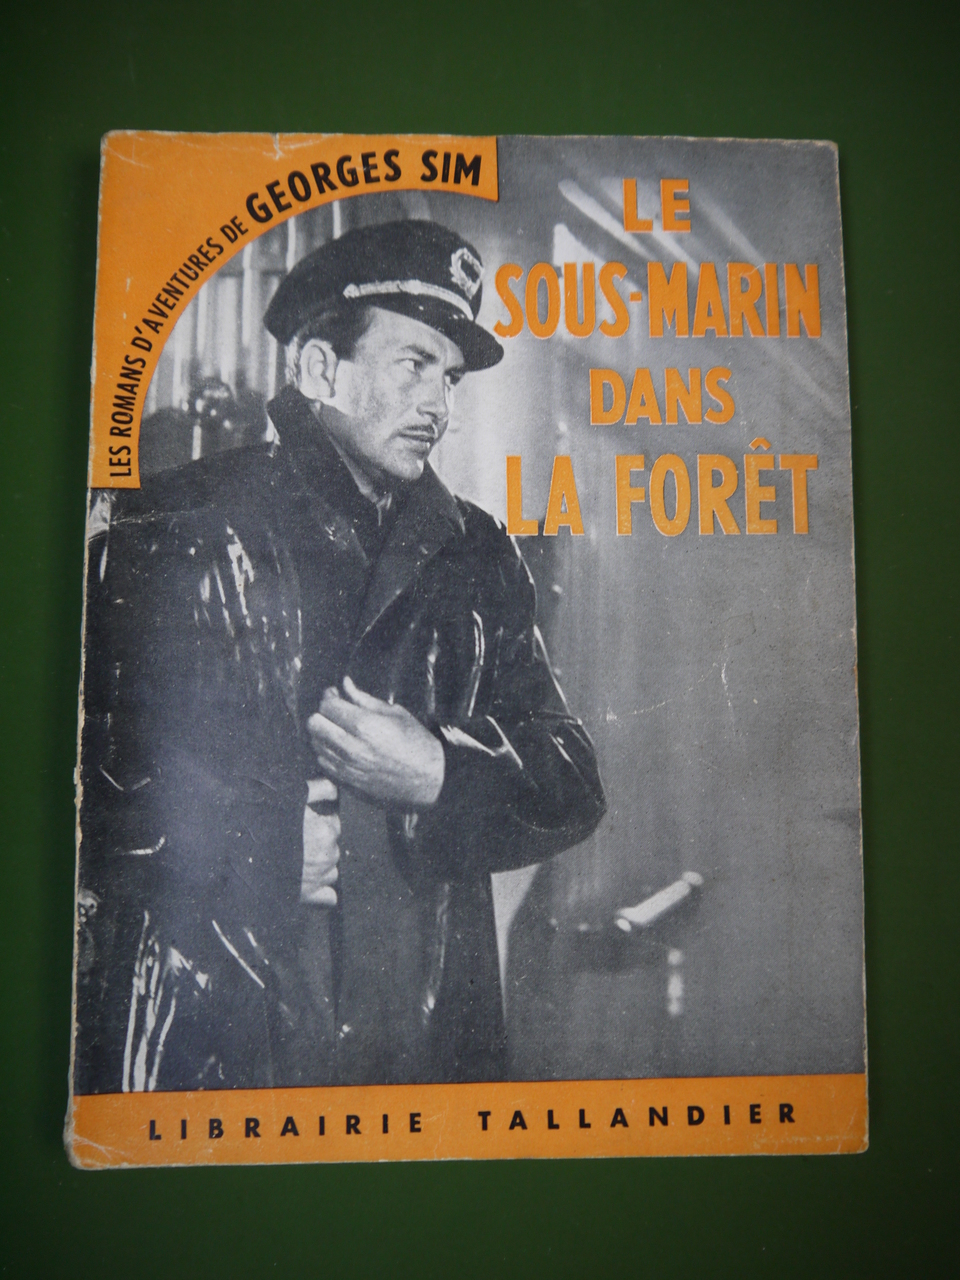 LES ROMANS D'AVENTURES DE GEORGES SIM
LE
SOUS-MARIN
DANS
LA FORÊT
LIBRAIRIE TALLANDIER